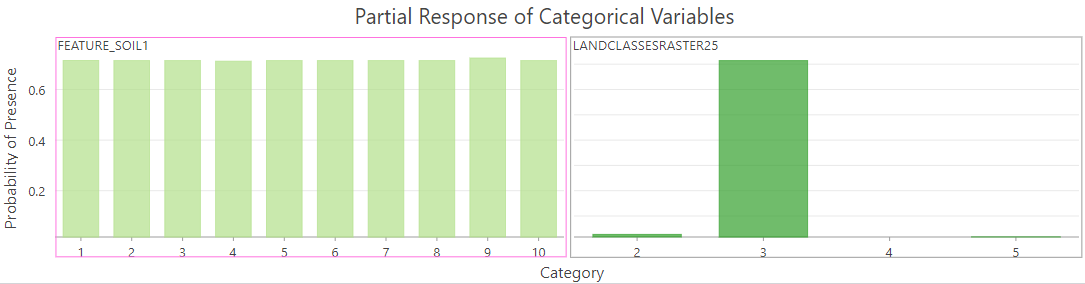 Partial Response of Categorical Variables
FEATURE_SOIL1
LANDCLASSESRASTER25
Probability of Presence
0.6
0.4
0.2
1 2 3 4 5 6 7 8 9 10
2 3 4 5
Category